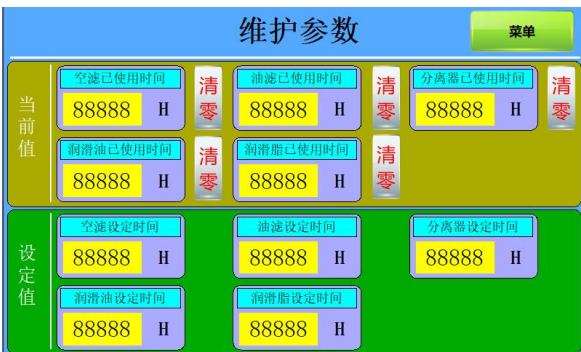 维护参数 菜单
当前值
空滤已使用时间 油滤已使用时间 分离器已使用时间
88888 H 清零 88888 H 清零 88888 H 清零
润滑油已使用时间 润滑脂已使用时间
88888 H 清零 88888 H 清零
设定值
空滤设定时间 油滤设定时间 分离器设定时间
88888 H 88888 H 88888 H
润滑油设定时间 润滑脂设定时间
88888 H 88888 H